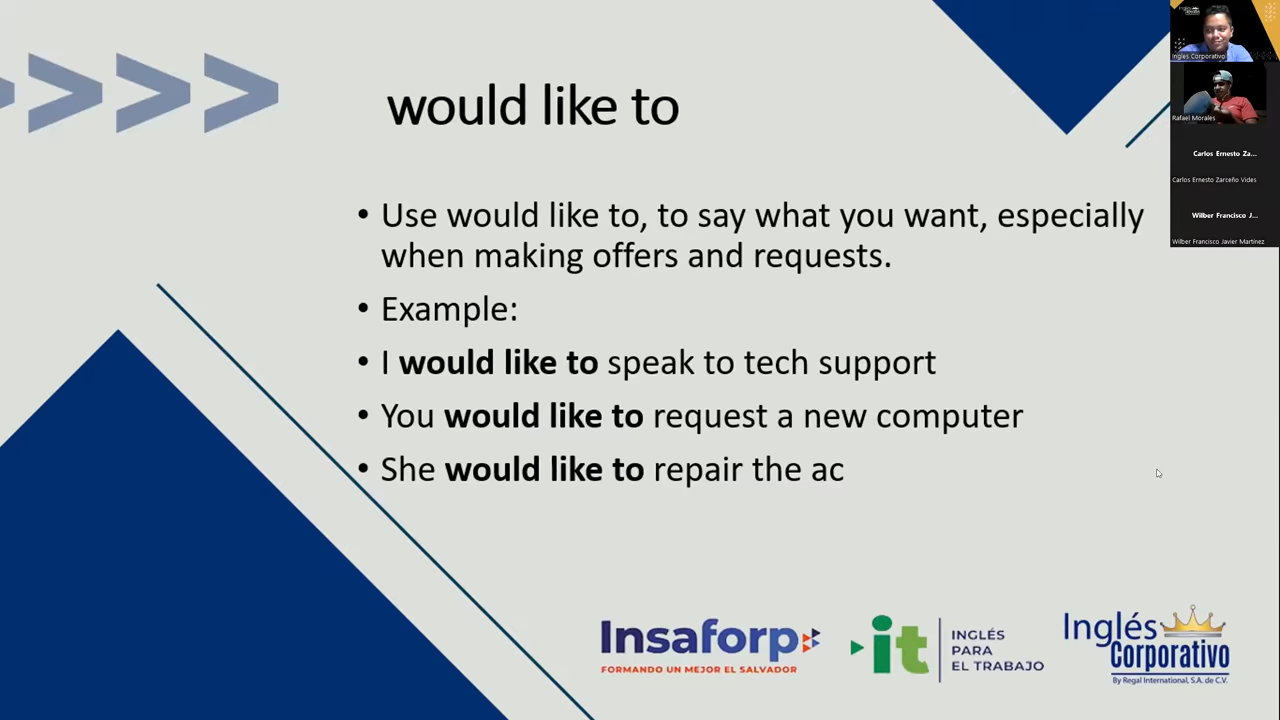 would like to
• Use would like to, to say what you want, especially
when making offers and requests.
• Example:
• I would like to speak to tech support
• You would like to request a new computer
• She would like to repair the ac
Insaforp
FORMANDO UN MEJOR EL SALVADOR
it
INGLÉS
PARA
EL TRABAJO
Inglés
Corporativo
By Regal International, S.A. de C.V.
Ingles Corporativo
Rafael Morales
Carlos Ernesto Za...
Carlos Ernesto Zarceño Vides
Wilber Francisco J...
Wilber Francisco Javier Martínez